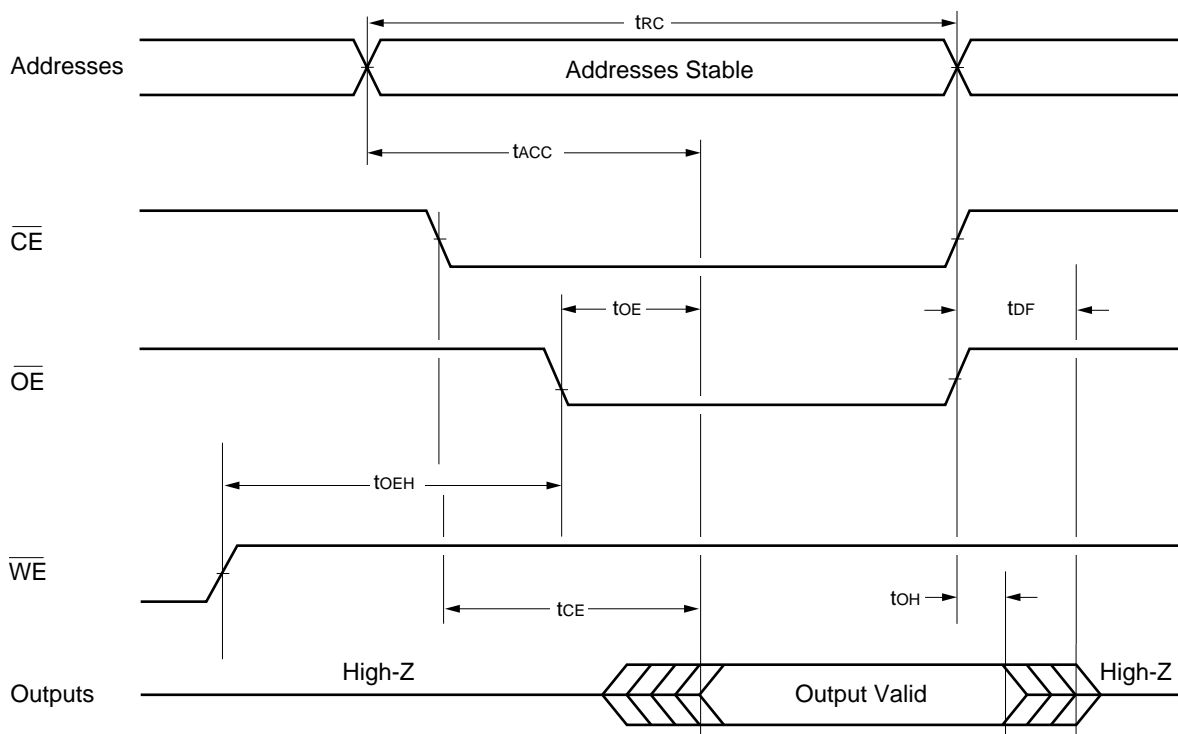 tRC
Addresses
Addresses Stable
tACC
CE
tOE
tDF
OE
tOEH
WE
tCE
tOH
High-Z
High-Z
Outputs
Output Valid